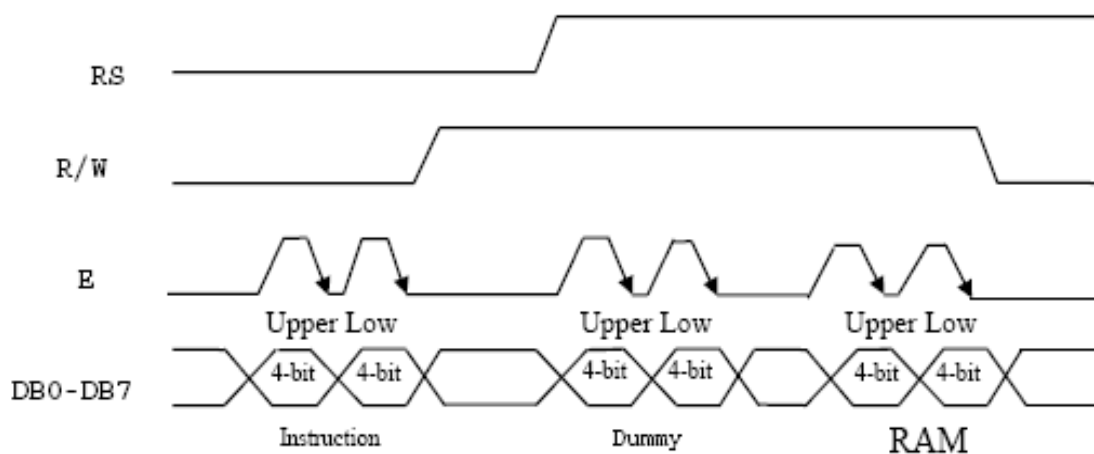 RS
R/W
E
Upper Low Upper Low Upper Low
DB0-DB7 4-bit 4-bit 4-bit 4-bit 4-bit 4-bit
Instruction Dummy RAM